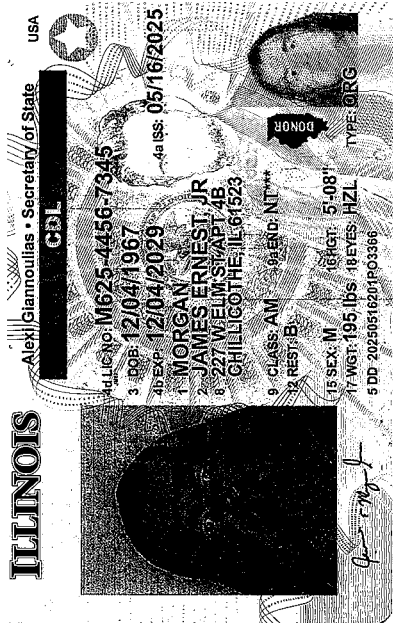 ILLINOIS
Alexi Giannoulias • Secretary of State
USA
CDL
4d LIC NO: M625-4456-7345
3 DOB: 12/04/1967
4b EXP: 12/04/2029
4a ISS: 05/16/2025
1 MORGAN
2 JAMES ERNEST, JR
8 227 W ELM ST APT 4B
CHILLICOTHE, IL 61523
9 CLASS: AM
9a END: NT***
12 REST: B
DONOR
15 SEX: M
16 HGT: 5'-08"
17 WGT: 195 lbs
18 EYES: HZL
TYPE: ORG
5 DD 20250516201PO3366